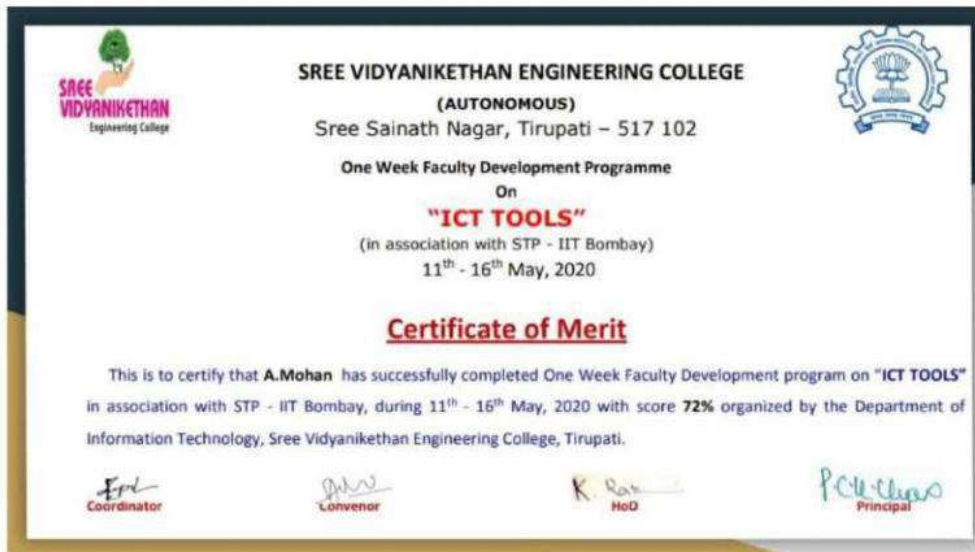 SREE
VIDYANIKETHAN
Engineering College
SREE VIDYANIKETHAN ENGINEERING COLLEGE
(AUTONOMOUS)
Sree Sainath Nagar, Tirupati – 517 102
One Week Faculty Development Programme
On
"ICT TOOLS"
(in association with STP - IIT Bombay)
11th - 16th May, 2020
Certificate of Merit
This is to certify that A.Mohan has successfully completed One Week Faculty Development program on "ICT TOOLS"
in association with STP - IIT Bombay, during 11th - 16th May, 2020 with score 72% organized by the Department of
Information Technology, Sree Vidyanikethan Engineering College, Tirupati.
Coordinator
Convenor
K.
HoD
Principal